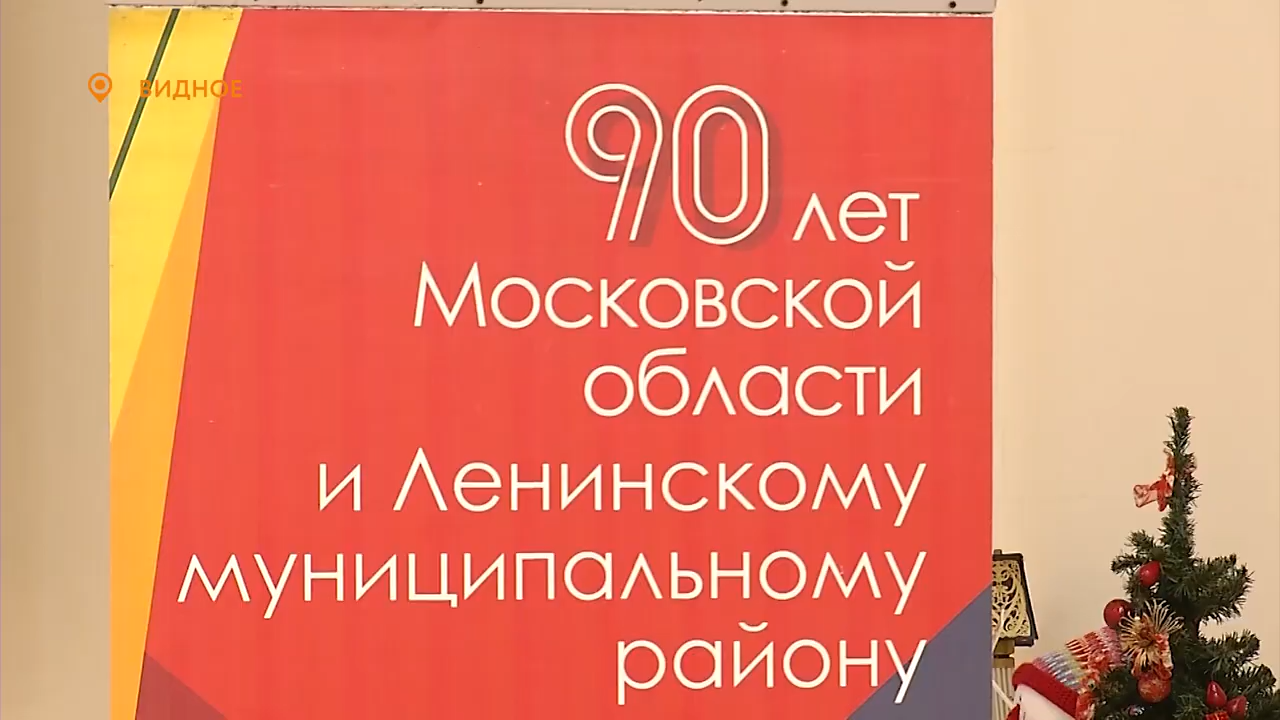 ВИДНОЕ
90 лет
Московской
области
и Ленинскому
муниципальному
району